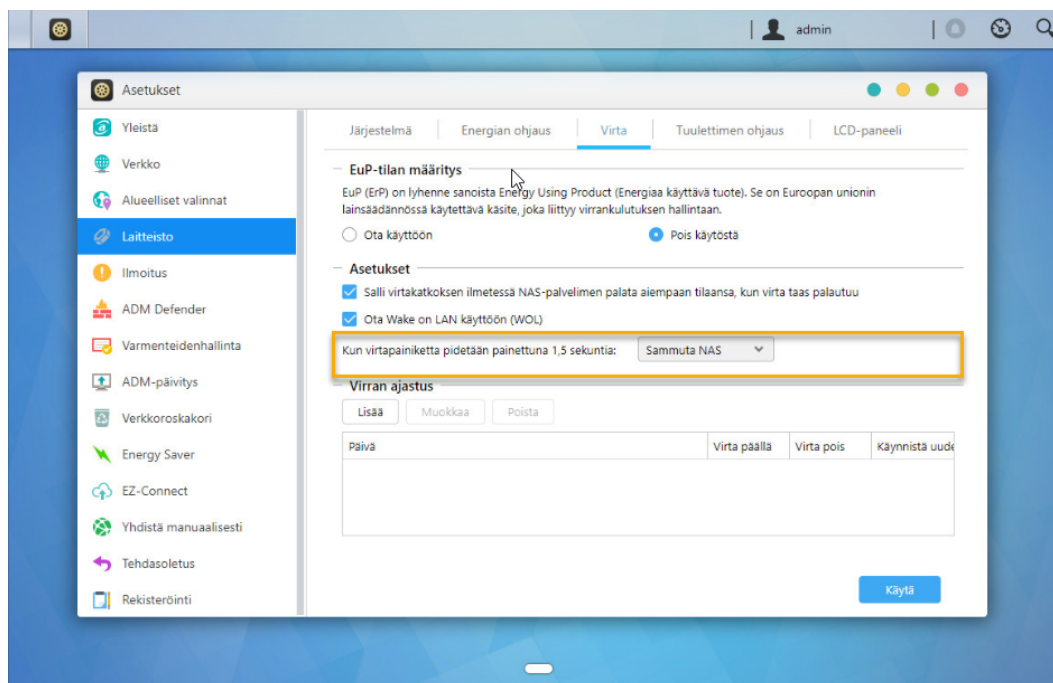 admin
Asetukset
Yleistä
Verkko
Alueelliset valinnat
Laitteisto
Ilmoitus
ADM Defender
Varmenteidenhallinta
ADM-päivitys
Verkkoroskakori
Energy Saver
EZ-Connect
Yhdistä manuaalisesti
Tehdasoletus
Rekisteröinti
Järjestelmä Energian ohjaus Virta Tuulettimen ohjaus LCD-paneeli
EuP-tilan määritys
EuP (ErP) on lyhenne sanoista Energy Using Product (Energiaa käyttävä tuote). Se on Euroopan unionin
lainsäädännössä käytettävä käsite, joka liittyy virrankulutuksen hallintaan.
Ota käyttöön Pois käytöstä
Asetukset
Salli virtakatkoksen ilmetessä NAS-palvelimen palata aiempaan tilaansa, kun virta taas palautuu
Ota Wake on LAN käyttöön (WOL)
Kun virtapainiketta pidetään painettuna 1,5 sekuntia: Sammuta NAS
Virran ajastus
Lisää Muokkaa Poista
Päivä Virta päällä Virta pois Käynnistä uude
Käytä